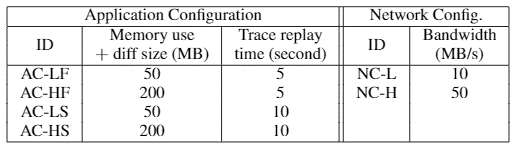 Application Configuration Network Config.
ID Memory use + diff size (MB) Trace replay time (second) ID Bandwidth (MB/s)
AC-LF 50 5 NC-L 10
AC-HF 200 5 NC-H 50
AC-LS 50 10
AC-HS 200 10